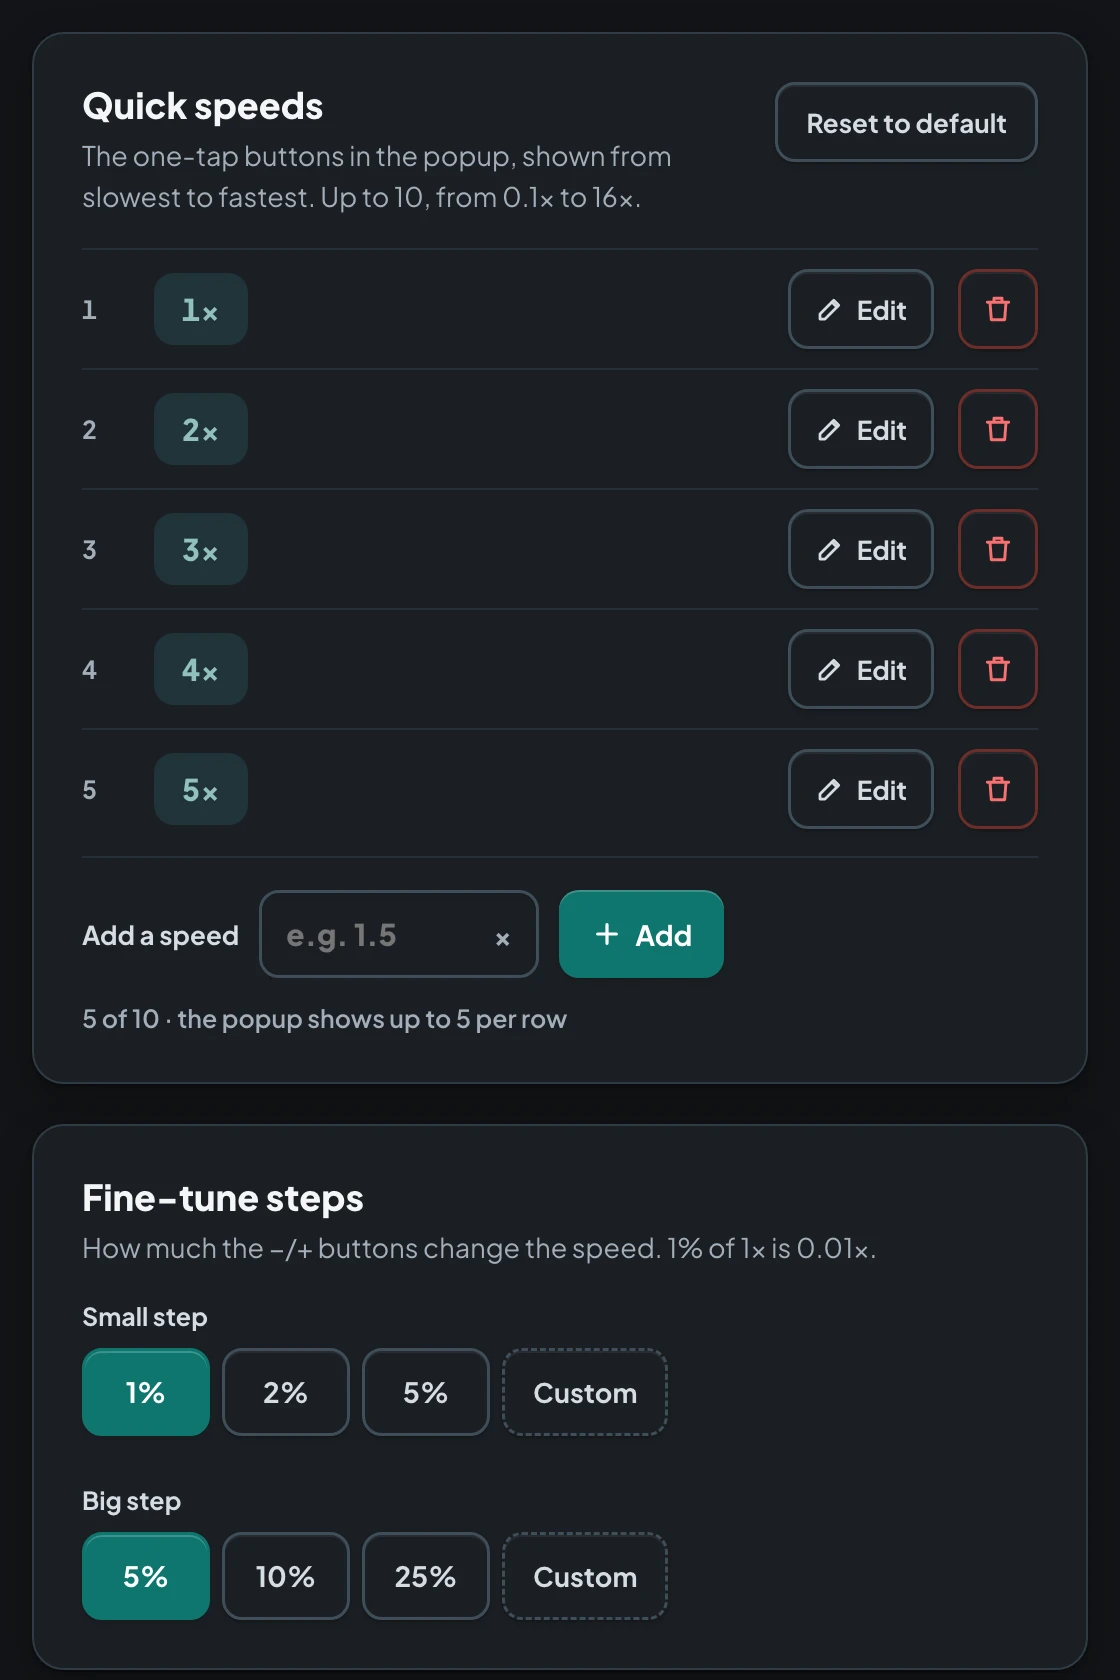 Quick speeds
Reset to default
The one-tap buttons in the popup, shown from
slowest to fastest. Up to 10, from 0.1× to 16×.
1 1× Edit
2 2× Edit
3 3× Edit
4 4× Edit
5 5× Edit
Add a speed e.g. 1.5 × + Add
5 of 10 · the popup shows up to 5 per row
Fine-tune steps
How much the −/+ buttons change the speed. 1% of 1× is 0.01×.
Small step
1% 2% 5% Custom
Big step
5% 10% 25% Custom